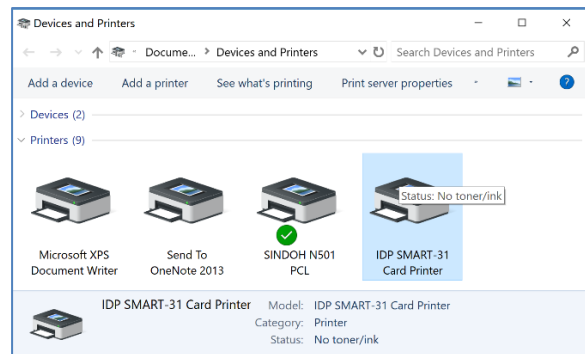 Devices and Printers
Docume... > Devices and Printers
Search Devices and Printers
Add a device Add a printer See what's printing Print server properties
Devices (2)
Printers (9)
Status: No toner/ink
Microsoft XPS Document Writer
Send To OneNote 2013
SINDOH N501 PCL
IDP SMART-31 Card Printer
IDP SMART-31 Card Printer Model: IDP SMART-31 Card Printer
Category: Printer
Status: No toner/ink